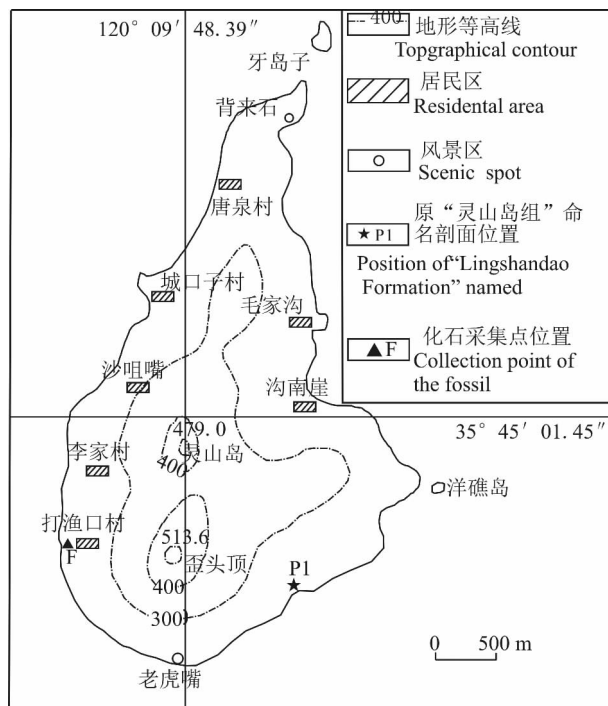 120° 09′ 48.39″
牙岛子
背来石
唐泉村
城口子村
毛家沟
沙咀嘴
沟南崖
479.0
灵山岛
400
35° 45′ 01.45″
李家村
洋礁岛
打渔口村
F
513.6
歪头顶
P1
400
300
0 500 m
老虎嘴
400
地形等高线
Topgraphical contour
居民区
Residental area
风景区
Scenic spot
P1
原“灵山岛组”命
名剖面位置
Position of“Lingshandao
Formation” named
F
化石采集点位置
Collection point of
the fossil